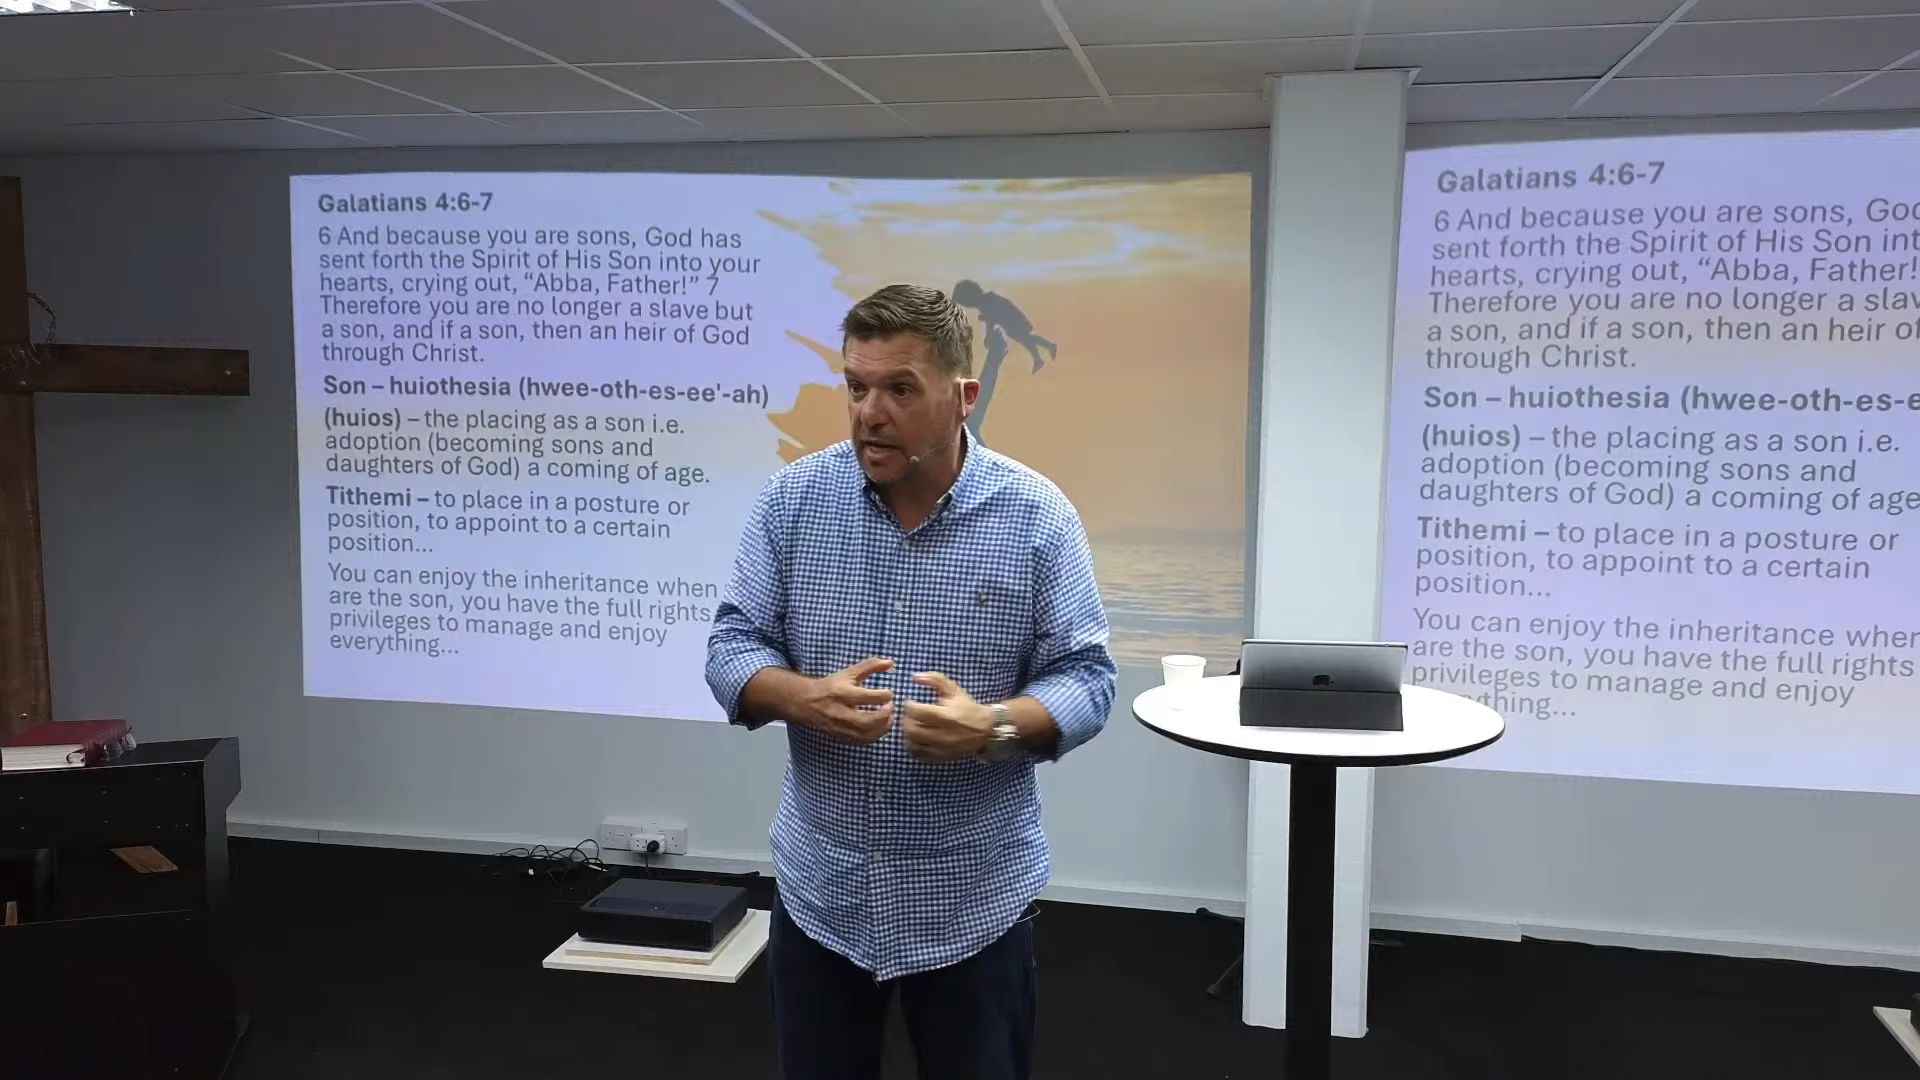 Galatians 4:6-7
6 And because you are sons, God has
sent forth the Spirit of His Son into your
hearts, crying out, “Abba, Father!” 7
Therefore you are no longer a slave but
a son, and if a son, then an heir of God
through Christ.
Son – huiothesia (hwee-oth-es-ee'-ah)
(huios) – the placing as a son i.e.
adoption (becoming sons and
daughters of God) a coming of age.
Tithemi – to place in a posture or
position, to appoint to a certain
position...
You can enjoy the inheritance when
are the son, you have the full rights
privileges to manage and enjoy
everything...
Galatians 4:6-7
6 And because you are sons,
sent forth the Spirit of His Son
hearts, crying out, “Abba, Father!
Therefore you are no longer a
a son, and if a son, then an heir of
through Christ.
Son – huiothesia
(huios) – the placing as a son i.e.
adoption (becoming sons and
daughters of God) a coming of age
Tithemi – to place in a posture or
position, to appoint to a certain
position...
You can enjoy the inheritance
are the son, you have the full rights
privileges to manage and enjoy